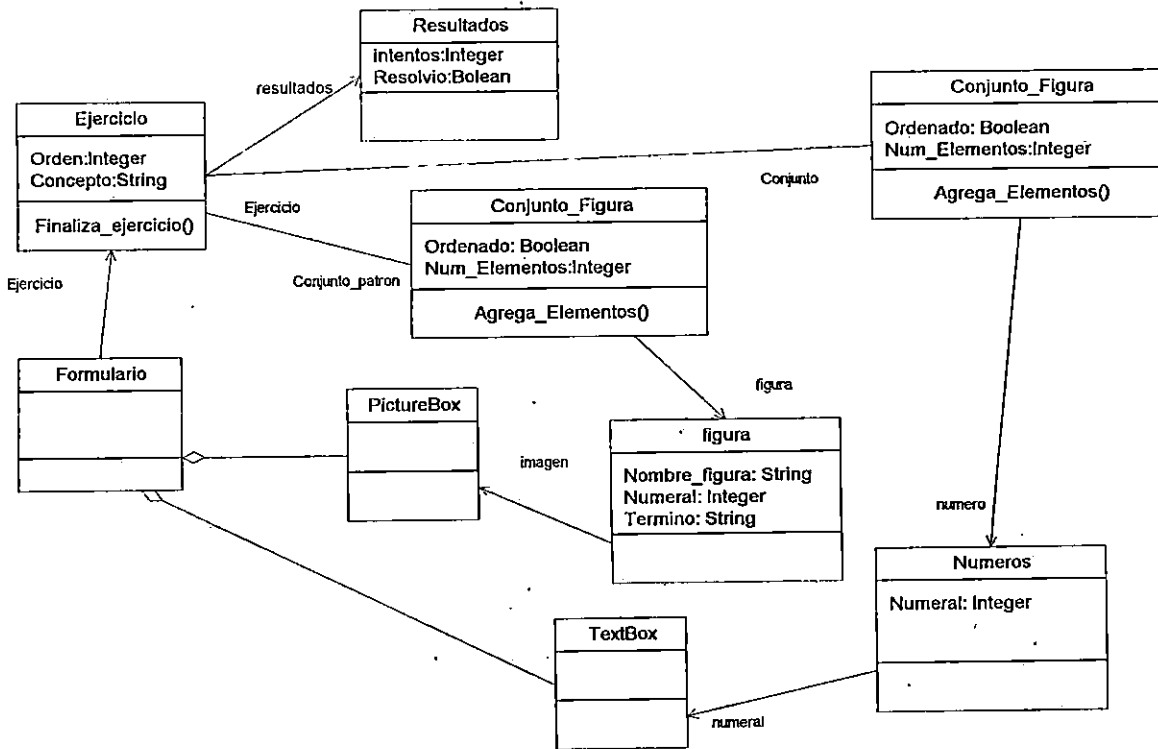 Resultados
intentos:Integer
Resolvio:Bolean
resultados
Ejercicio
Orden:Integer
Concepto:String
Finaliza_ejercicio()
Conjunto_Figura
Ordenado: Boolean
Num_Elementos:Integer
Agrega_Elementos()
Conjunto
Ejercicio
Conjunto_patron
Conjunto_Figura
Ordenado: Boolean
Num_Elementos:Integer
Agrega_Elementos()
Ejercicio
Formulario
PictureBox
figura
imagen
figura
Nombre_figura: String
Numeral: Integer
Termino: String
numero
Numeros
Numeral: Integer
TextBox
numeral